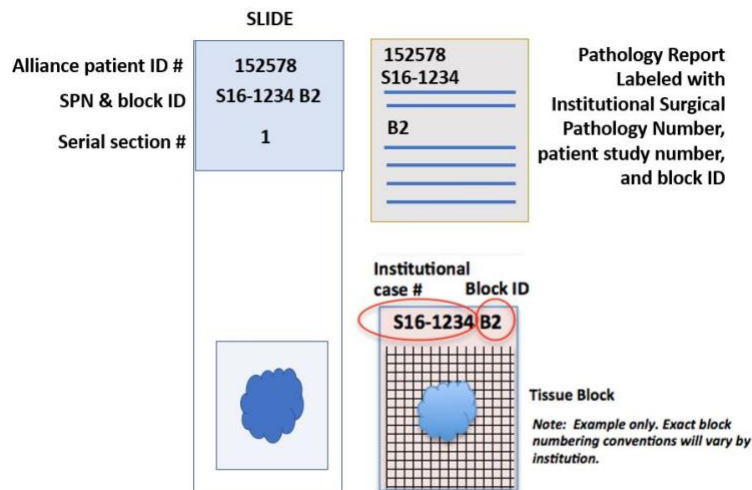 SLIDE
Alliance patient ID #
152578
SPN & block ID
S16-1234 B2
Serial section #
1
152578
S16-1234
B2
Pathology Report
Labeled with
Institutional Surgical
Pathology Number,
patient study number,
and block ID
Institutional
case #
Block ID
S16-1234 B2
Tissue Block
Note: Example only. Exact block
numbering conventions will vary by
institution.